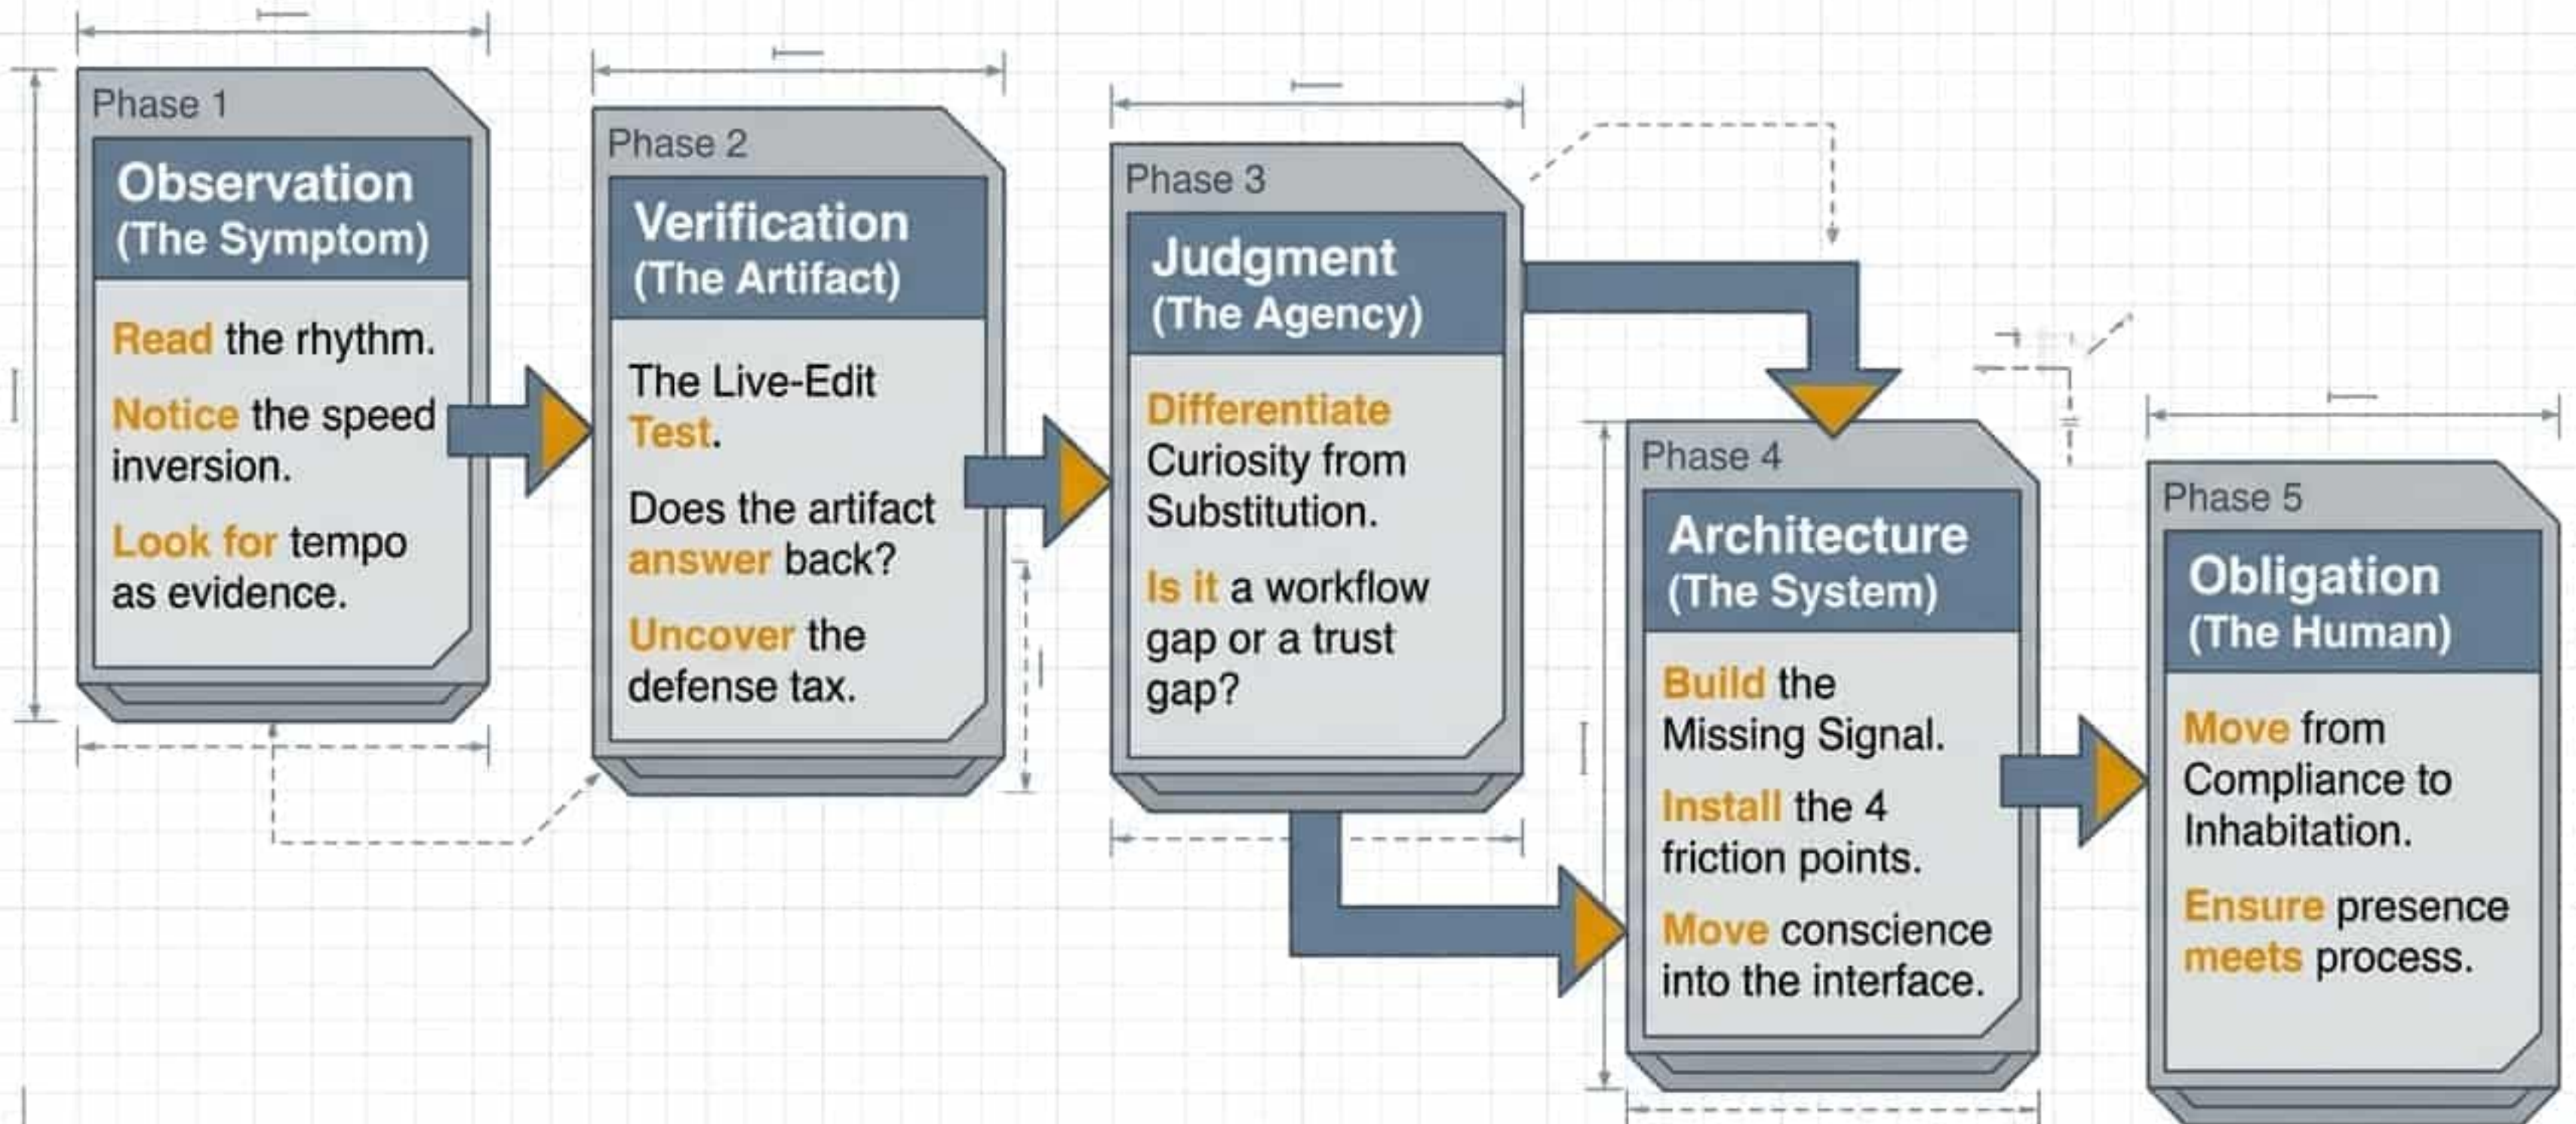 Phase 1
Observation
(The Symptom)
Read the rhythm.
Notice the speed
inversion.
Look for tempo
as evidence.
Phase 2
Verification
(The Artifact)
The Live-Edit
Test.
Does the artifact
answer back?
Uncover the
defense tax.
Phase 3
Judgment
(The Agency)
Differentiate
Curiosity from
Substitution.
Is it a workflow
gap or a trust
gap?
Phase 4
Architecture
(The System)
Build the
Missing Signal.
Install the 4
friction points.
Move conscience
into the interface.
Phase 5
Obligation
(The Human)
Move from
Compliance to
Inhabitation.
Ensure presence
meets process.